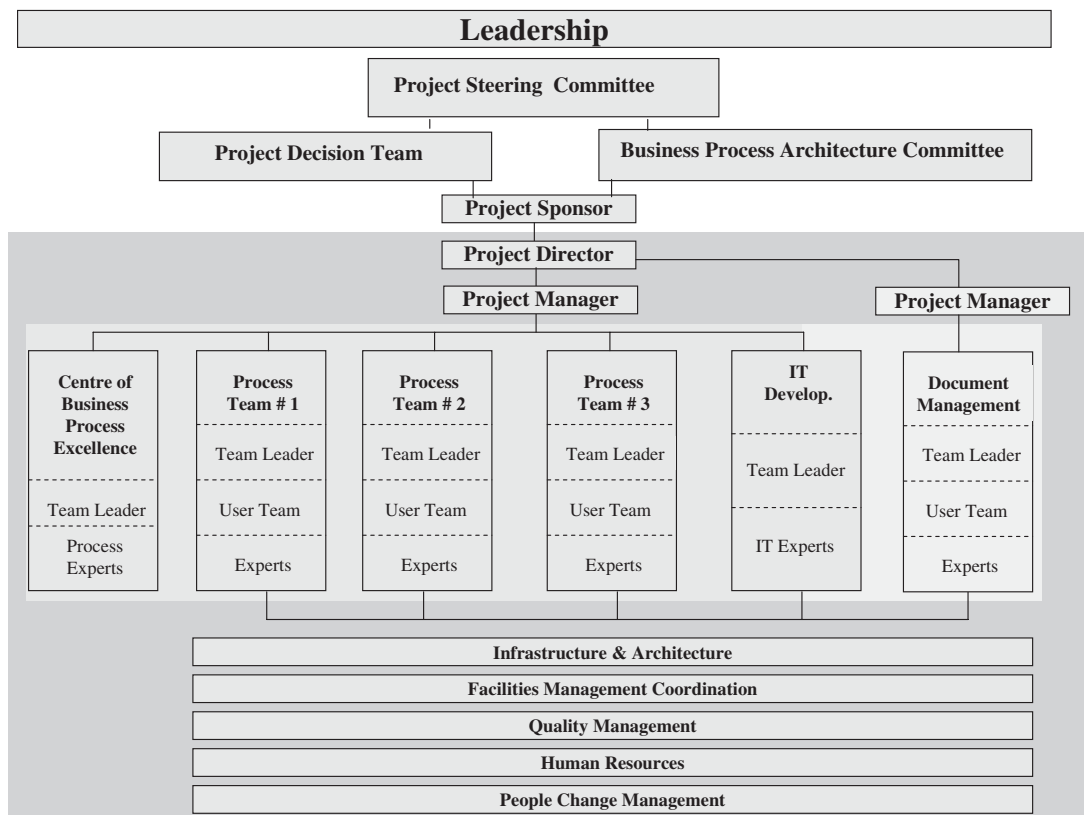 Leadership
Project Steering Committee
Project Decision Team
Business Process Architecture Committee
Project Sponsor
Project Director
Project Manager
Project Manager
Centre of
Business
Process
Excellence
Team Leader
Process
Experts
Process
Team # 1
Team Leader
User Team
Experts
Process
Team # 2
Team Leader
User Team
Experts
Process
Team # 3
Team Leader
User Team
Experts
IT
Develop.
Team Leader
IT Experts
Document
Management
Team Leader
User Team
Experts
Infrastructure & Architecture
Facilities Management Coordination
Quality Management
Human Resources
People Change Management